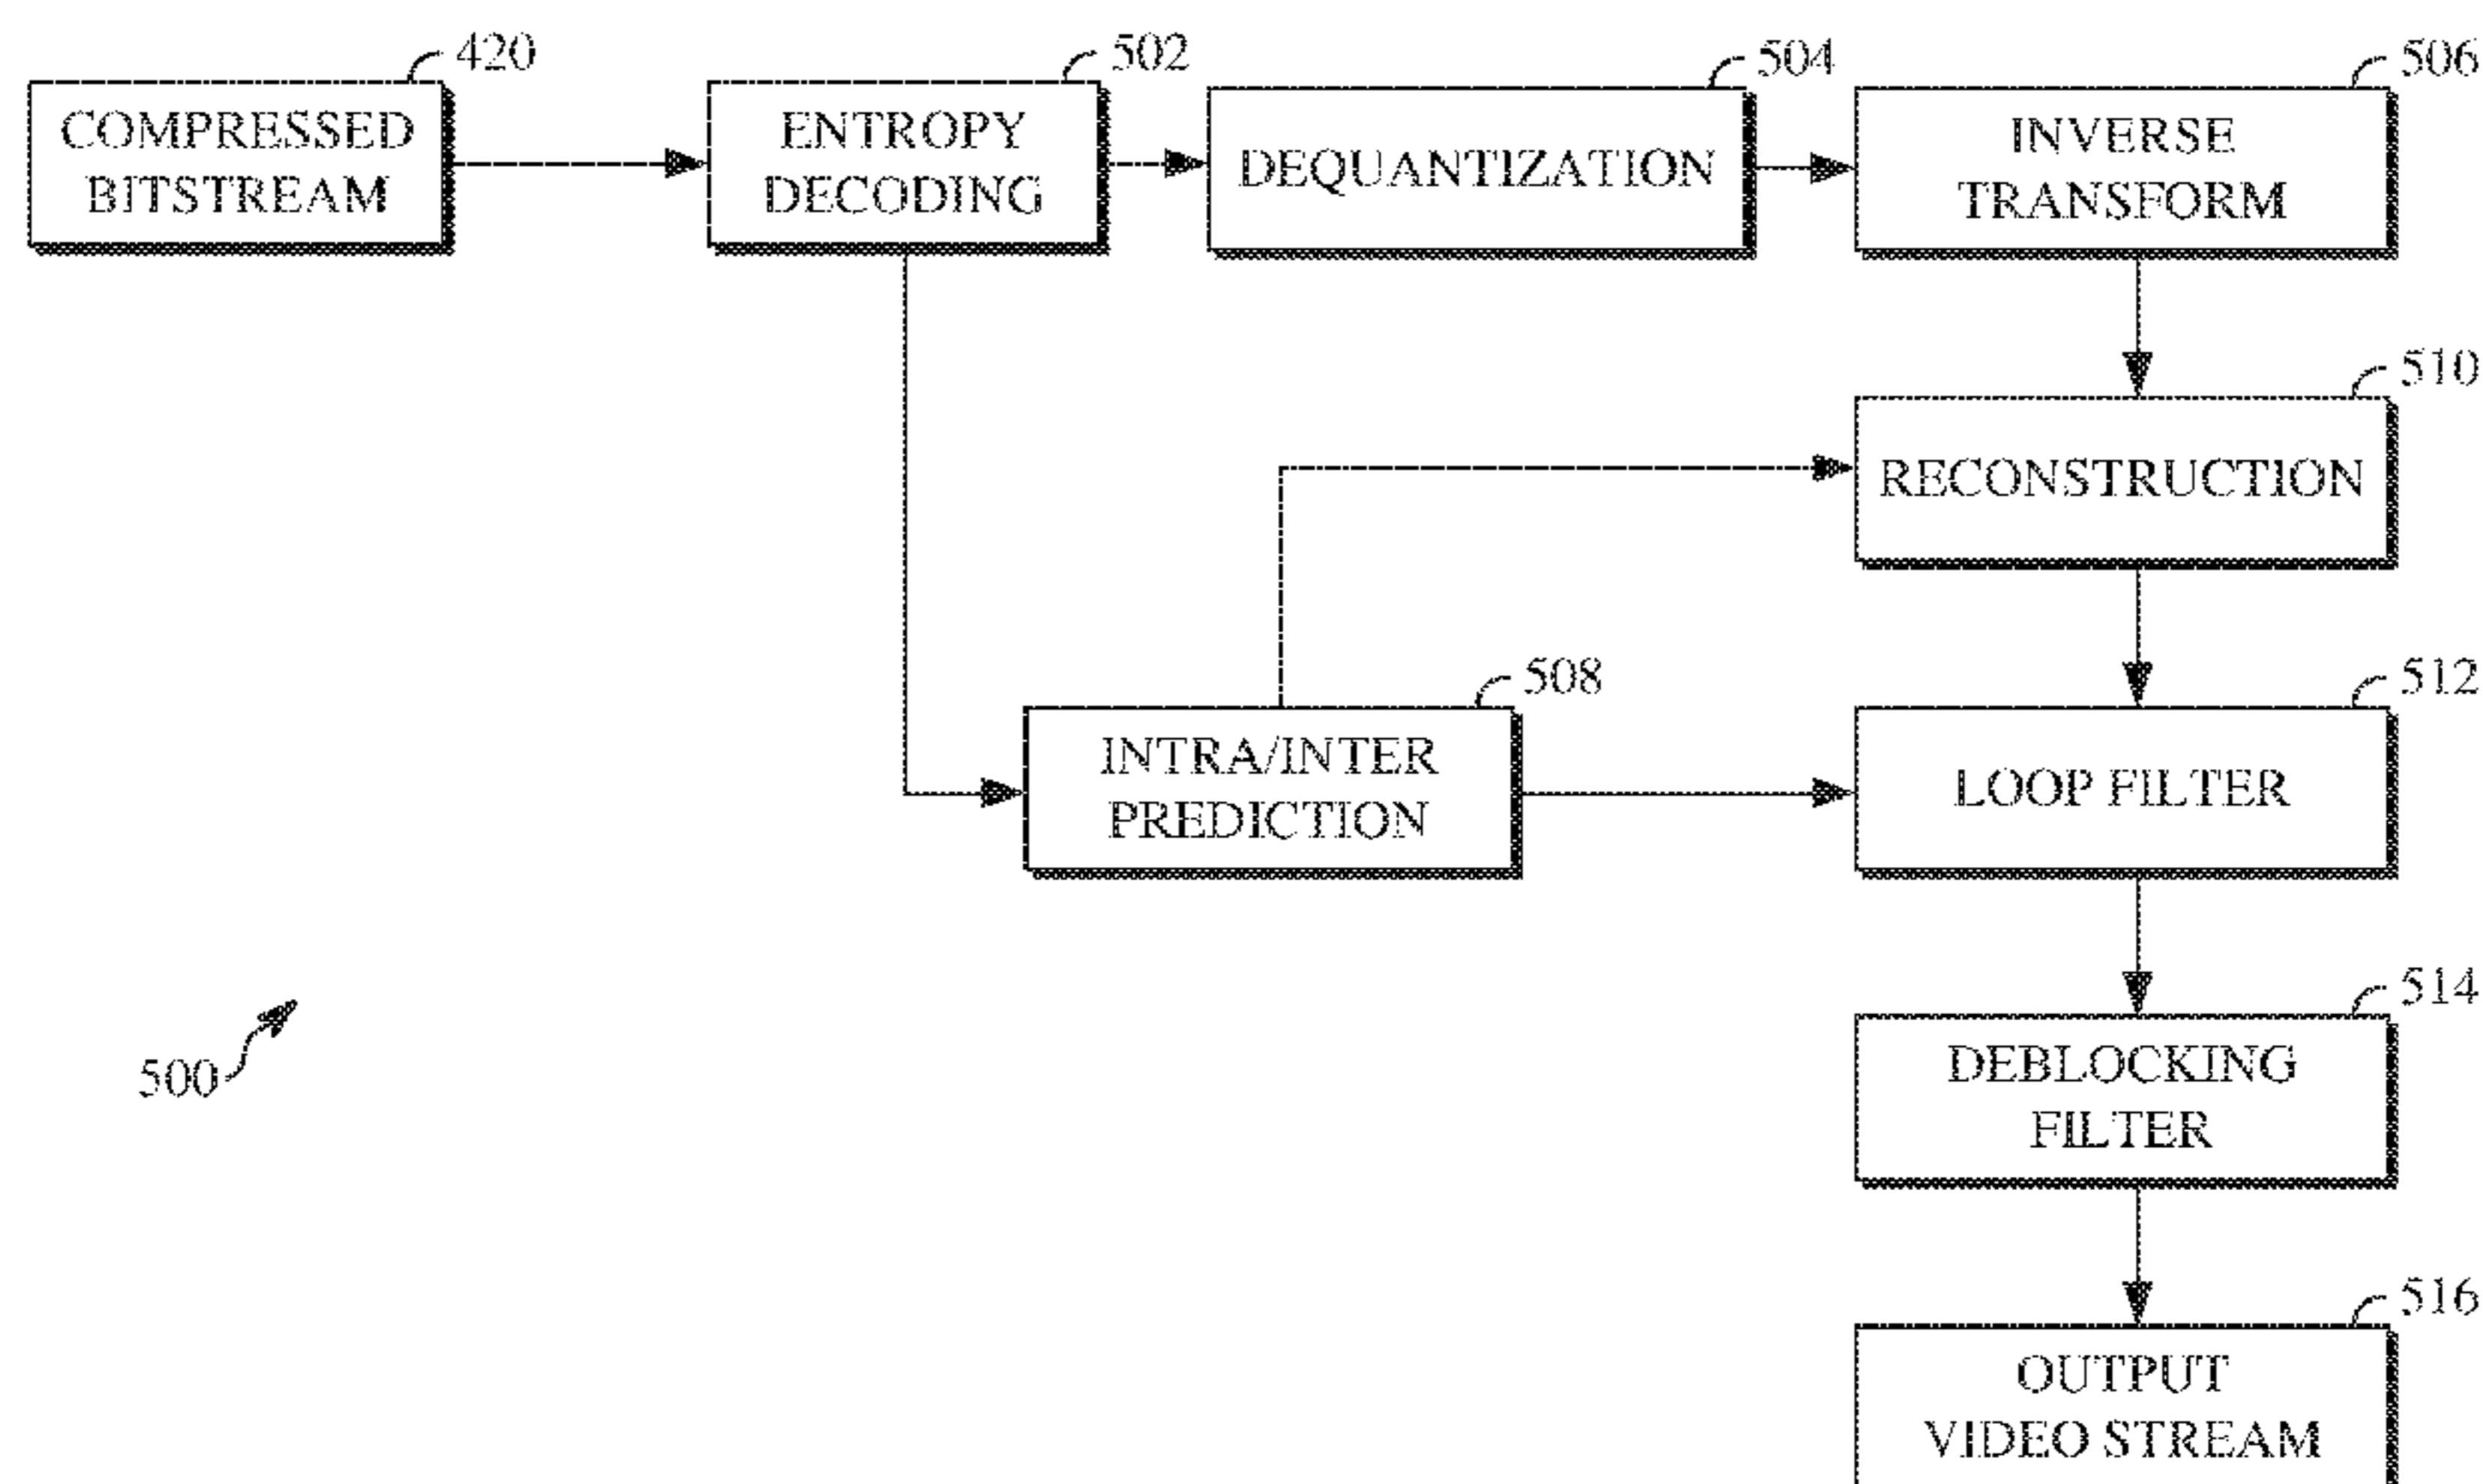 420
502
504
506
COMPRESSED
BITSTREAM
ENTROPY
DECODING
DEQUANTIZATION
INVERSE
TRANSFORM
510
RECONSTRUCTION
508
512
INTRA/INTER
PREDICTION
LOOP FILTER
514
500
DEBLOCKING
FILTER
516
OUTPUT
VIDEO STREAM